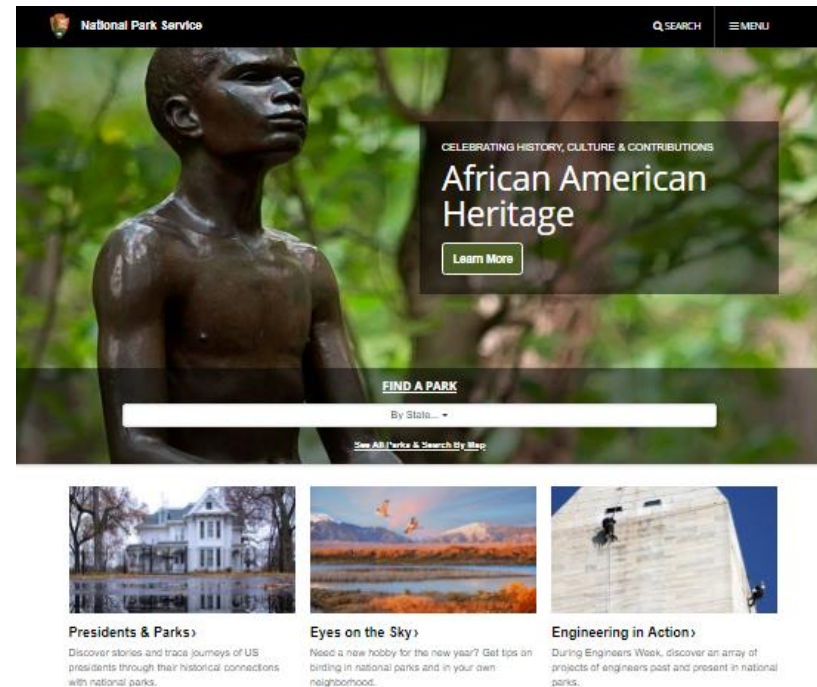 National Park Service
SEARCH
MENU
CELEBRATING HISTORY, CULTURE & CONTRIBUTIONS
African American
Heritage
Learn More
FIND A PARK
By State...
See All Parks & Search By Map
Presidents & Parks›
Discover stories and trace journeys of US
presidents through their historical connections
with national parks.
Eyes on the Sky›
Need a new hobby for the new year? Get tips on
birding in national parks and in your own
neighborhood.
Engineering in Action›
During Engineers Week, discover an array of
projects of engineers past and present in national
parks.